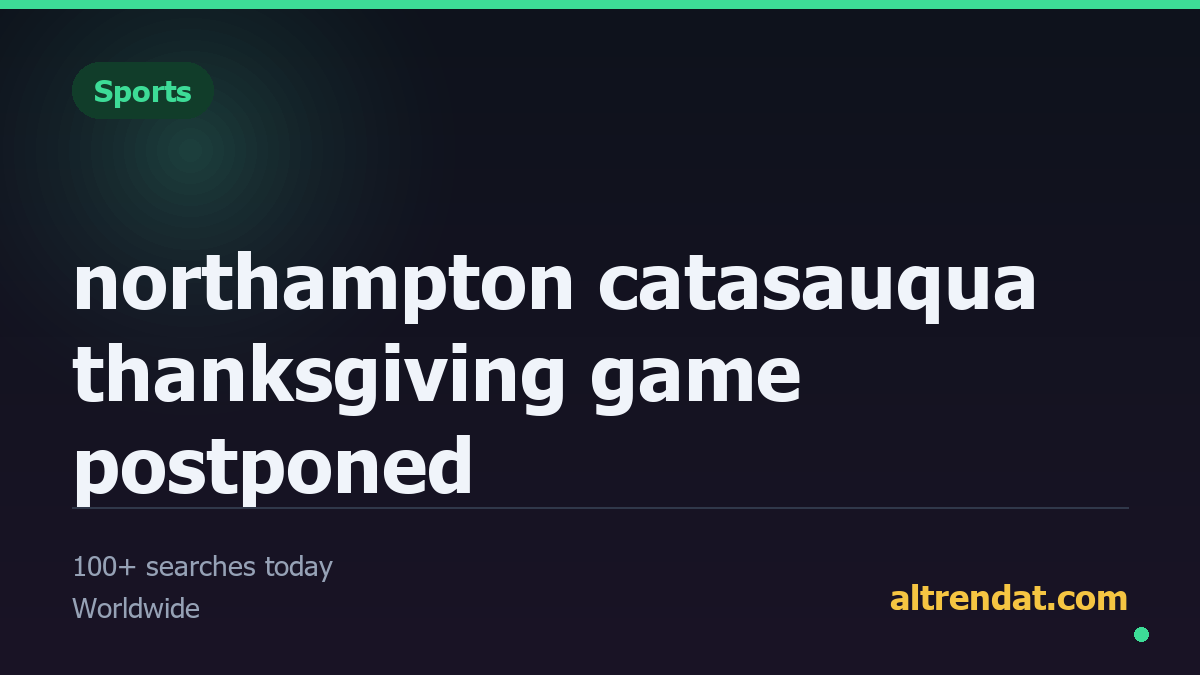 Sports
northampton catasauqua
thanksgiving game
postponed
100+ searches today
Worldwide
altrendat.com